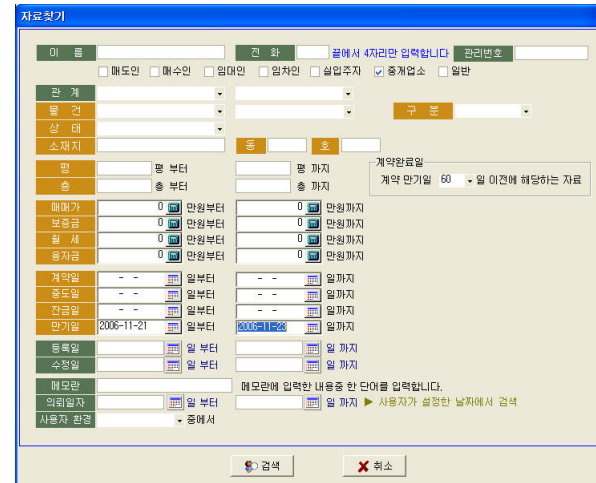 자료찾기
이 름 전 화 끝에서 4자리만 입력합니다 관리번호
매도인 매수인 임대인 임차인 실입주자 중개업소 일반
관 계
물 건 구 분
상 태
소재지 동 호
계약완료일
평 평 부터 평 까지
계약 만기일 60 일 이전에 해당하는 자료
층 층 부터 층 까지
매매가 0 만원부터 0 만원까지
보증금 0 만원부터 0 만원까지
월 세 0 만원부터 0 만원까지
융자금 0 만원부터 0 만원까지
계약일 - - 일부터 - - 일까지
중도일 - - 일부터 - - 일까지
잔금일 - - 일부터 - - 일까지
만기일 2006-11-21 일부터 2006-11-23 일까지
등록일 일 부터 일 까지
수정일 일 부터 일 까지
메모란 메모란에 입력한 내용중 한 단어를 입력합니다.
의뢰일자 일 부터 일 까지 ▶ 사용자가 설정한 날짜에서 검색
사용자 환경 중에서
검색 취소